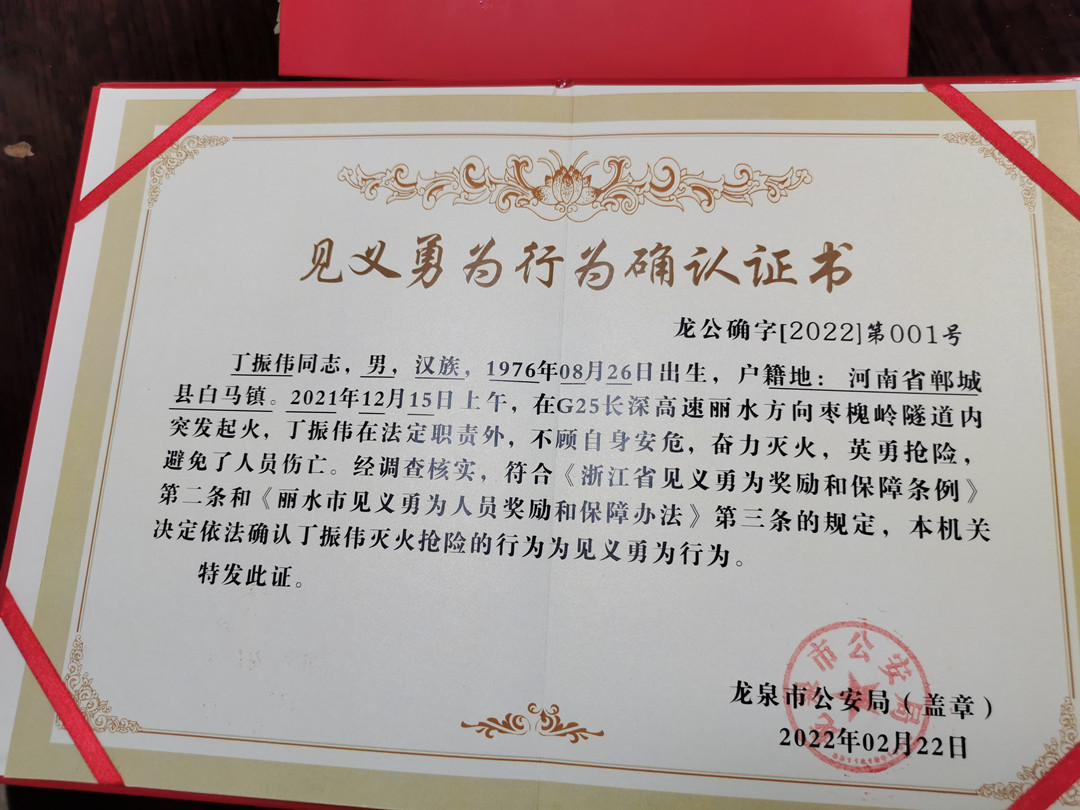 见义勇为行为确认证书
龙公确字[2022]第001号
丁振伟同志，男，汉族，1976年08月26日出生，户籍地：河南省郸城
县白马镇。2021年12月15日上午，在G25长深高速丽水方向枣槐岭隧道内
突发起火，丁振伟在法定职责外，不顾自身安危，奋力灭火，英勇抢险，
避免了人员伤亡。经调查核实，符合《浙江省见义勇为奖励和保障条例》
第二条和《丽水市见义勇为人员奖励和保障办法》第三条的规定，本机关
决定依法确认丁振伟灭火抢险的行为为见义勇为行为。
特发此证。
市公安局
龙泉市公安局（盖章）
2022年02月22日